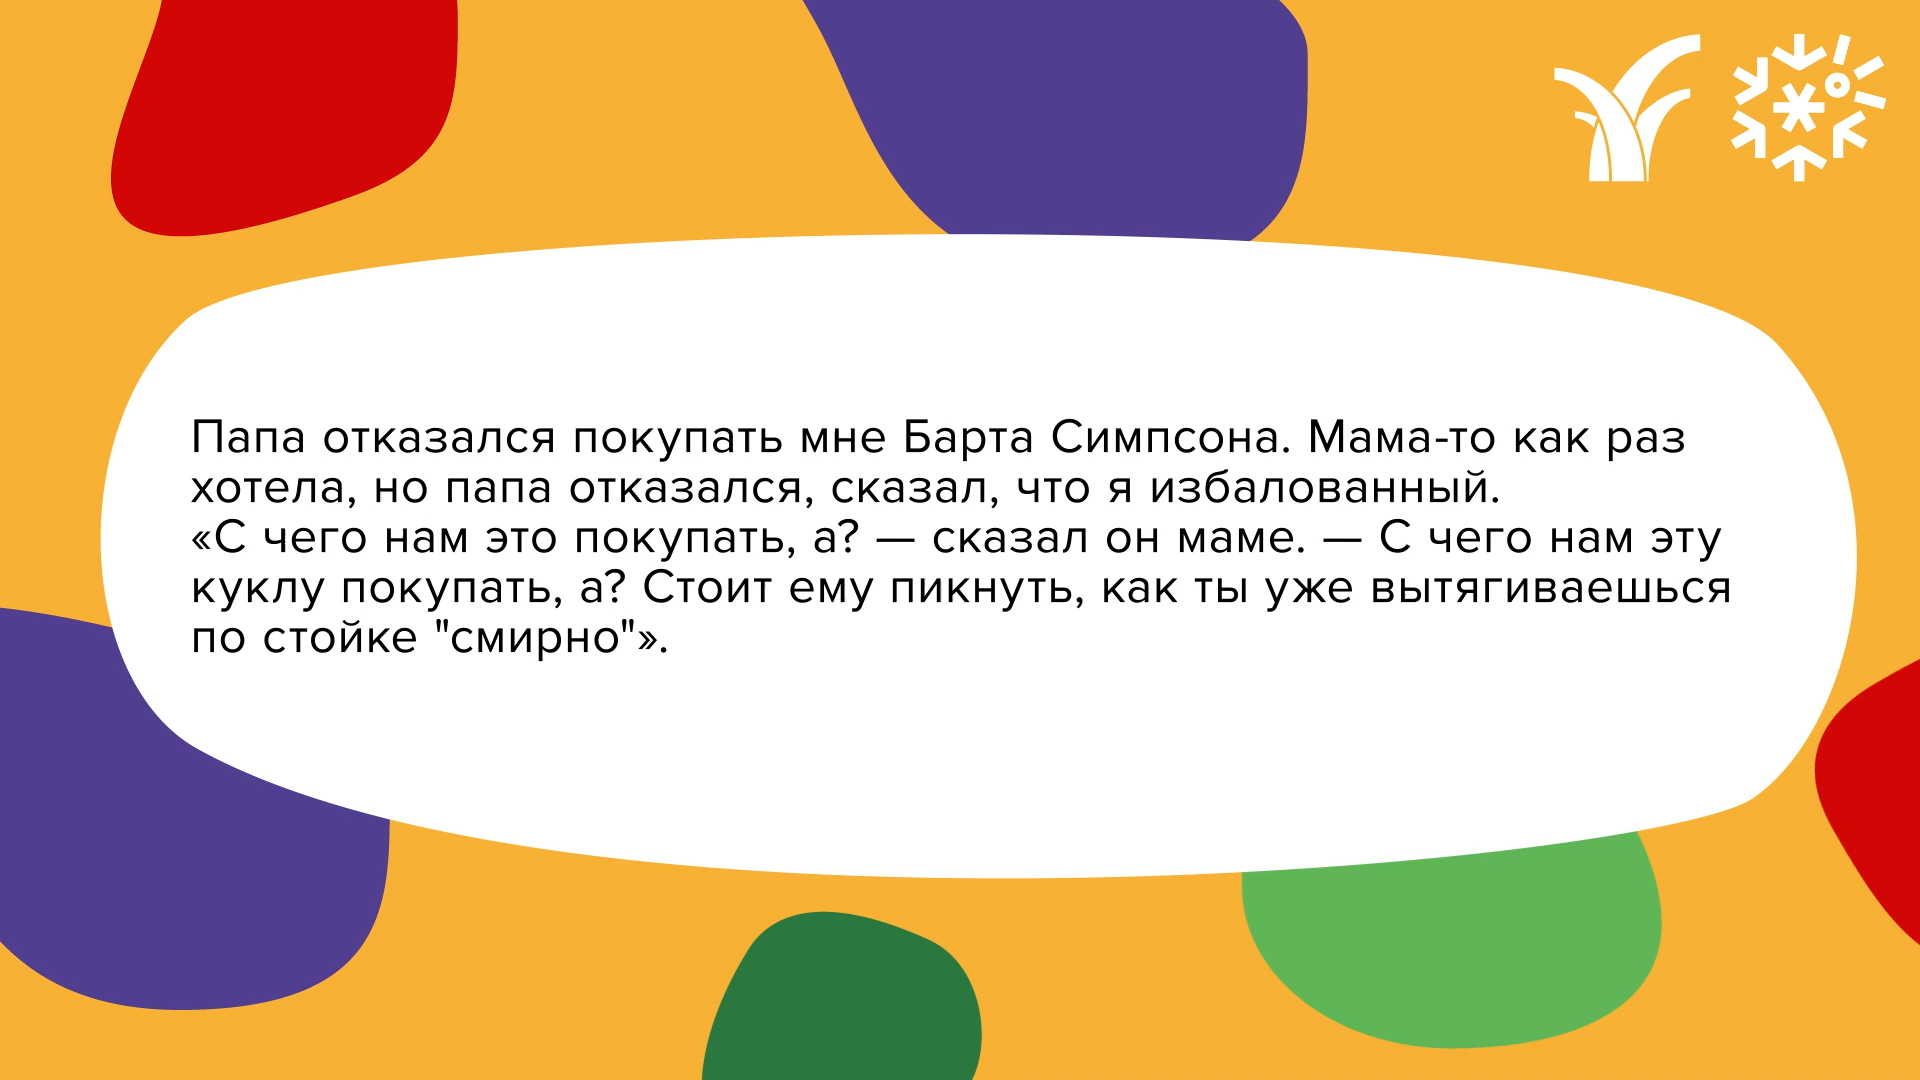 Папа отказался покупать мне Барта Симпсона. Мама-то как раз
хотела, но папа отказался, сказал, что я избалованный.
«С чего нам это покупать, а? — сказал он маме. — С чего нам эту
куклу покупать, а? Стоит ему пикнуть, как ты уже вытягиваешься
по стойке "смирно"».